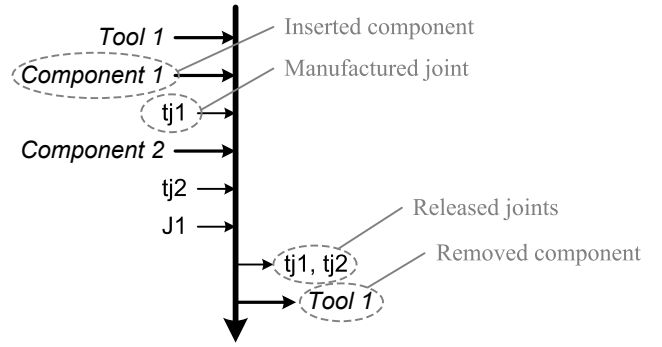 Tool 1
Inserted component
Component 1
Manufactured joint
tj1
Component 2
tj2
J1
Released joints
tj1, tj2
Removed component
Tool 1